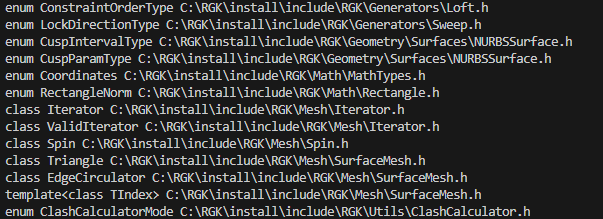 enum ConstraintOrderType C:\RGK\install\include\RGK\Generators\Loft.h
enum LockDirectionType C:\RGK\install\include\RGK\Generators\Sweep.h
enum CuspIntervalType C:\RGK\install\include\RGK\Geometry\Surfaces\NURBSSurface.h
enum CuspParamType C:\RGK\install\include\RGK\Geometry\Surfaces\NURBSSurface.h
enum Coordinates C:\RGK\install\include\RGK\Math\MathTypes.h
enum RectangleNorm C:\RGK\install\include\RGK\Math\Rectangle.h
class Iterator C:\RGK\install\include\RGK\Mesh\Iterator.h
class ValidIterator C:\RGK\install\include\RGK\Mesh\Iterator.h
class Spin C:\RGK\install\include\RGK\Mesh\Spin.h
class Triangle C:\RGK\install\include\RGK\Mesh\SurfaceMesh.h
class EdgeCirculator C:\RGK\install\include\RGK\Mesh\SurfaceMesh.h
template<class TIndex> C:\RGK\install\include\RGK\Mesh\SurfaceMesh.h
enum ClashCalculatorMode C:\RGK\install\include\RGK\Utils\ClashCalculator.h